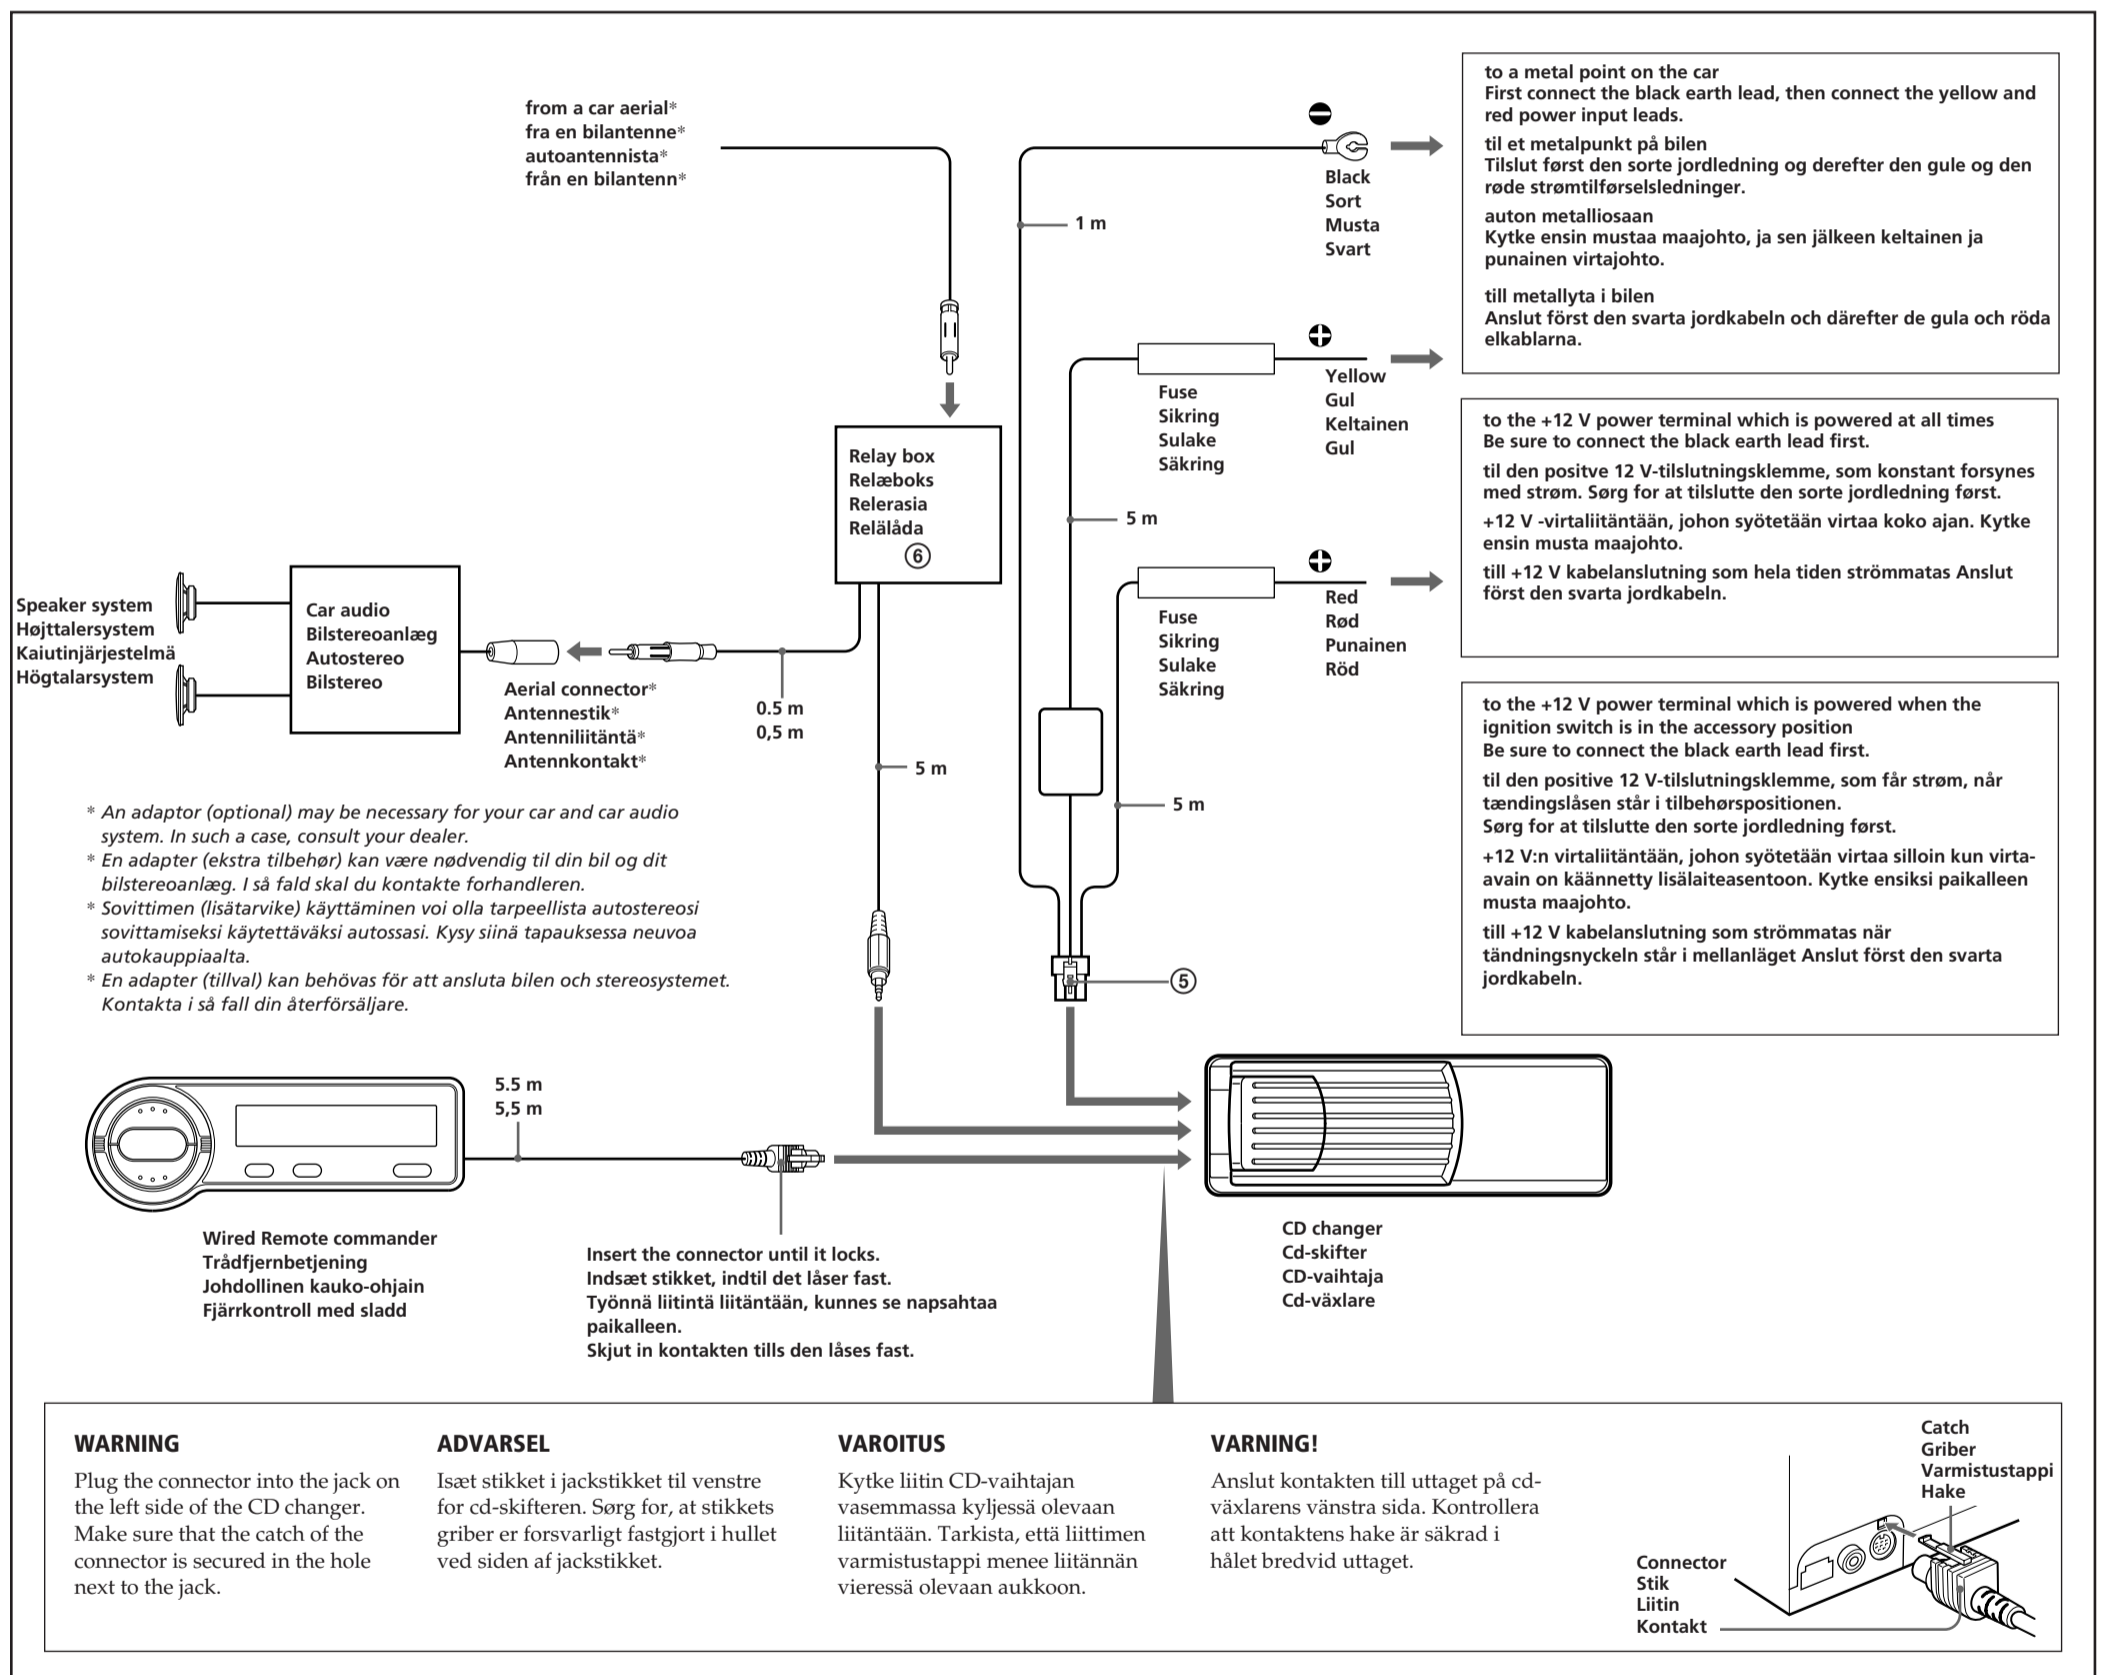 from a car aerial*
fra en bilantenne*
autoantennista*
från en bilantenn*
Black
Sort
Musta
Svart
1 m
to a metal point on the car
First connect the black earth lead, then connect the yellow and
red power input leads.
til et metalpunkt på bilen
Tilslut først den sorte jordledning og derefter den gule og den
røde strømtilførselsledninger.
auton metalliosaan
Kytke ensin mustaa maajohto, ja sen jälkeen keltainen ja
punainen virtajohto.
till metallyta i bilen
Anslut först den svarta jordkabeln och därefter de gula och röda
elkablarna.
Fuse
Sikring
Sulake
Säkring
Yellow
Gul
Keltainen
Gul
5 m
to the +12 V power terminal which is powered at all times
Be sure to connect the black earth lead first.
til den positve 12 V-tilslutningsklemme, som konstant forsynes
med strøm. Sørg for at tilslutte den sorte jordledning først.
+12 V -virtaliitäntään, johon syötetään virtaa koko ajan. Kytke
ensin musta maajohto.
till +12 V kabelanslutning som hela tiden strömmatas Anslut
först den svarta jordkabeln.
Relay box
Relæboks
Relerasia
Relälåda
6
Speaker system
Højttalersystem
Kaiutinjärjestelmä
Högtalarsystem
Car audio
Bilstereoanlæg
Autostereo
Bilstereo
Aerial connector*
Antennestik*
Antenniliitäntä*
Antennkontakt*
0.5 m
0,5 m
5 m
Fuse
Sikring
Sulake
Säkring
Red
Rød
Punainen
Röd
5 m
to the +12 V power terminal which is powered when the
ignition switch is in the accessory position
Be sure to connect the black earth lead first.
til den positive 12 V-tilslutningsklemme, som får strøm, når
tændingslåsen står i tilbehørspositionen.
Sørg for at tilslutte den sorte jordledning først.
+12 V:n virtaliitäntään, johon syötetään virtaa silloin kun virta-
avain on käännetty lisälaiteasentoon. Kytke ensiksi paikalleen
musta maajohto.
till +12 V kabelanslutning som strömmatas när
tändningsnyckeln står i mellanläget Anslut först den svarta
jordkabeln.
* An adaptor (optional) may be necessary for your car and car audio
system. In such a case, consult your dealer.
* En adapter (ekstra tilbehør) kan være nødvendig til din bil og dit
bilstereoanlæg. I så fald skal du kontakte forhandleren.
* Sovittimen (lisätarvike) käyttäminen voi olla tarpeellista autostereosi
sovittamiseksi käytettäväksi autossasi. Kysy siinä tapauksessa neuvoa
autokauppiaalta.
* En adapter (tillval) kan behövas för att ansluta bilen och stereosystemet.
Kontakta i så fall din återförsäljare.
5
5.5 m
5,5 m
Wired Remote commander
Trådfjernbetjening
Johdollinen kauko-ohjain
Fjärrkontroll med sladd
Insert the connector until it locks.
Indsæt stikket, indtil det låser fast.
Työnnä liitintä liitäntään, kunnes se napsahtaa
paikalleen.
Skjut in kontakten tills den låses fast.
CD changer
Cd-skifter
CD-vaihtaja
Cd-växlare
WARNING
Plug the connector into the jack on
the left side of the CD changer.
Make sure that the catch of the
connector is secured in the hole
next to the jack.
ADVARSEL
Isæt stikket i jackstikket til venstre
for cd-skifteren. Sørg for, at stikkets
griber er forsvarligt fastgjort i hullet
ved siden af jackstikket.
VAROITUS
Kytke liitin CD-vaihtajan
vasemmassa kyljessä olevaan
liitäntään. Tarkista, että liittimen
varmistustappi menee liitännän
vieressä olevaan aukkoon.
VARNING!
Anslut kontakten till uttaget på cd-
växlarens vänstra sida. Kontrollera
att kontaktens hake är säkrad i
hålet bredvid uttaget.
Catch
Griber
Varmistustappi
Hake
Connector
Stik
Liitin
Kontakt